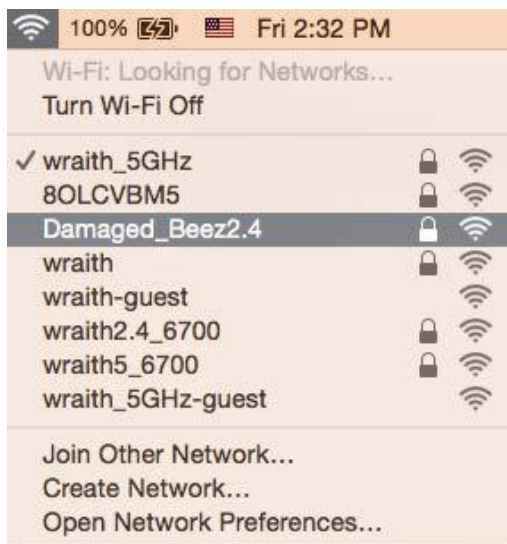 100% Fri 2:32 PM
Wi-Fi: Looking for Networks...
Turn Wi-Fi Off
✓ wraith_5GHz
8OLCVBM5
Damaged_Beez2.4
wraith
wraith-guest
wraith2.4_6700
wraith5_6700
wraith_5GHz-guest
Join Other Network...
Create Network...
Open Network Preferences...